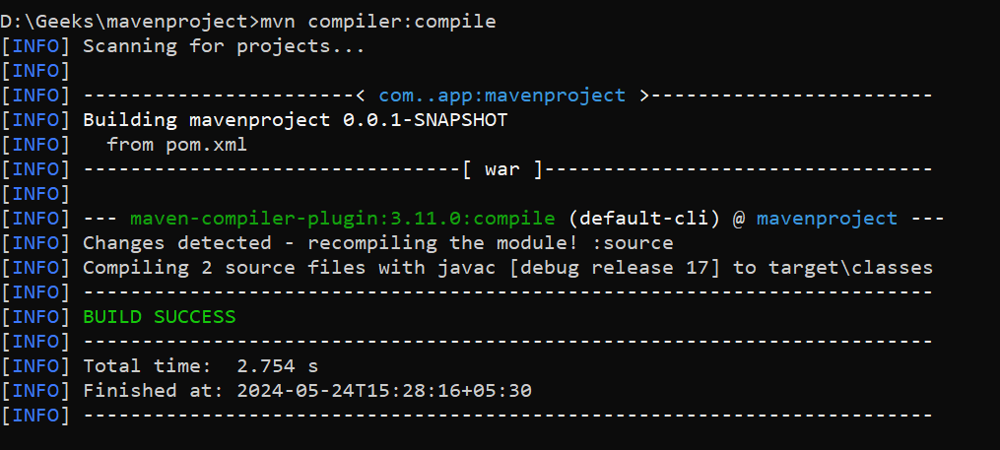 D:\Geeks\mavenproject>mvn compiler:compile
[INFO] Scanning for projects...
[INFO]
[INFO] -----------------------< com..app:mavenproject >------------------------
[INFO] Building mavenproject 0.0.1-SNAPSHOT
[INFO]   from pom.xml
[INFO] --------------------------------[ war ]---------------------------------
[INFO]
[INFO] --- maven-compiler-plugin:3.11.0:compile (default-cli) @ mavenproject ---
[INFO] Changes detected - recompiling the module! :source
[INFO] Compiling 2 source files with javac [debug release 17] to target\classes
[INFO] ------------------------------------------------------------------------
[INFO] BUILD SUCCESS
[INFO] ------------------------------------------------------------------------
[INFO] Total time:  2.754 s
[INFO] Finished at: 2024-05-24T15:28:16+05:30
[INFO] ------------------------------------------------------------------------